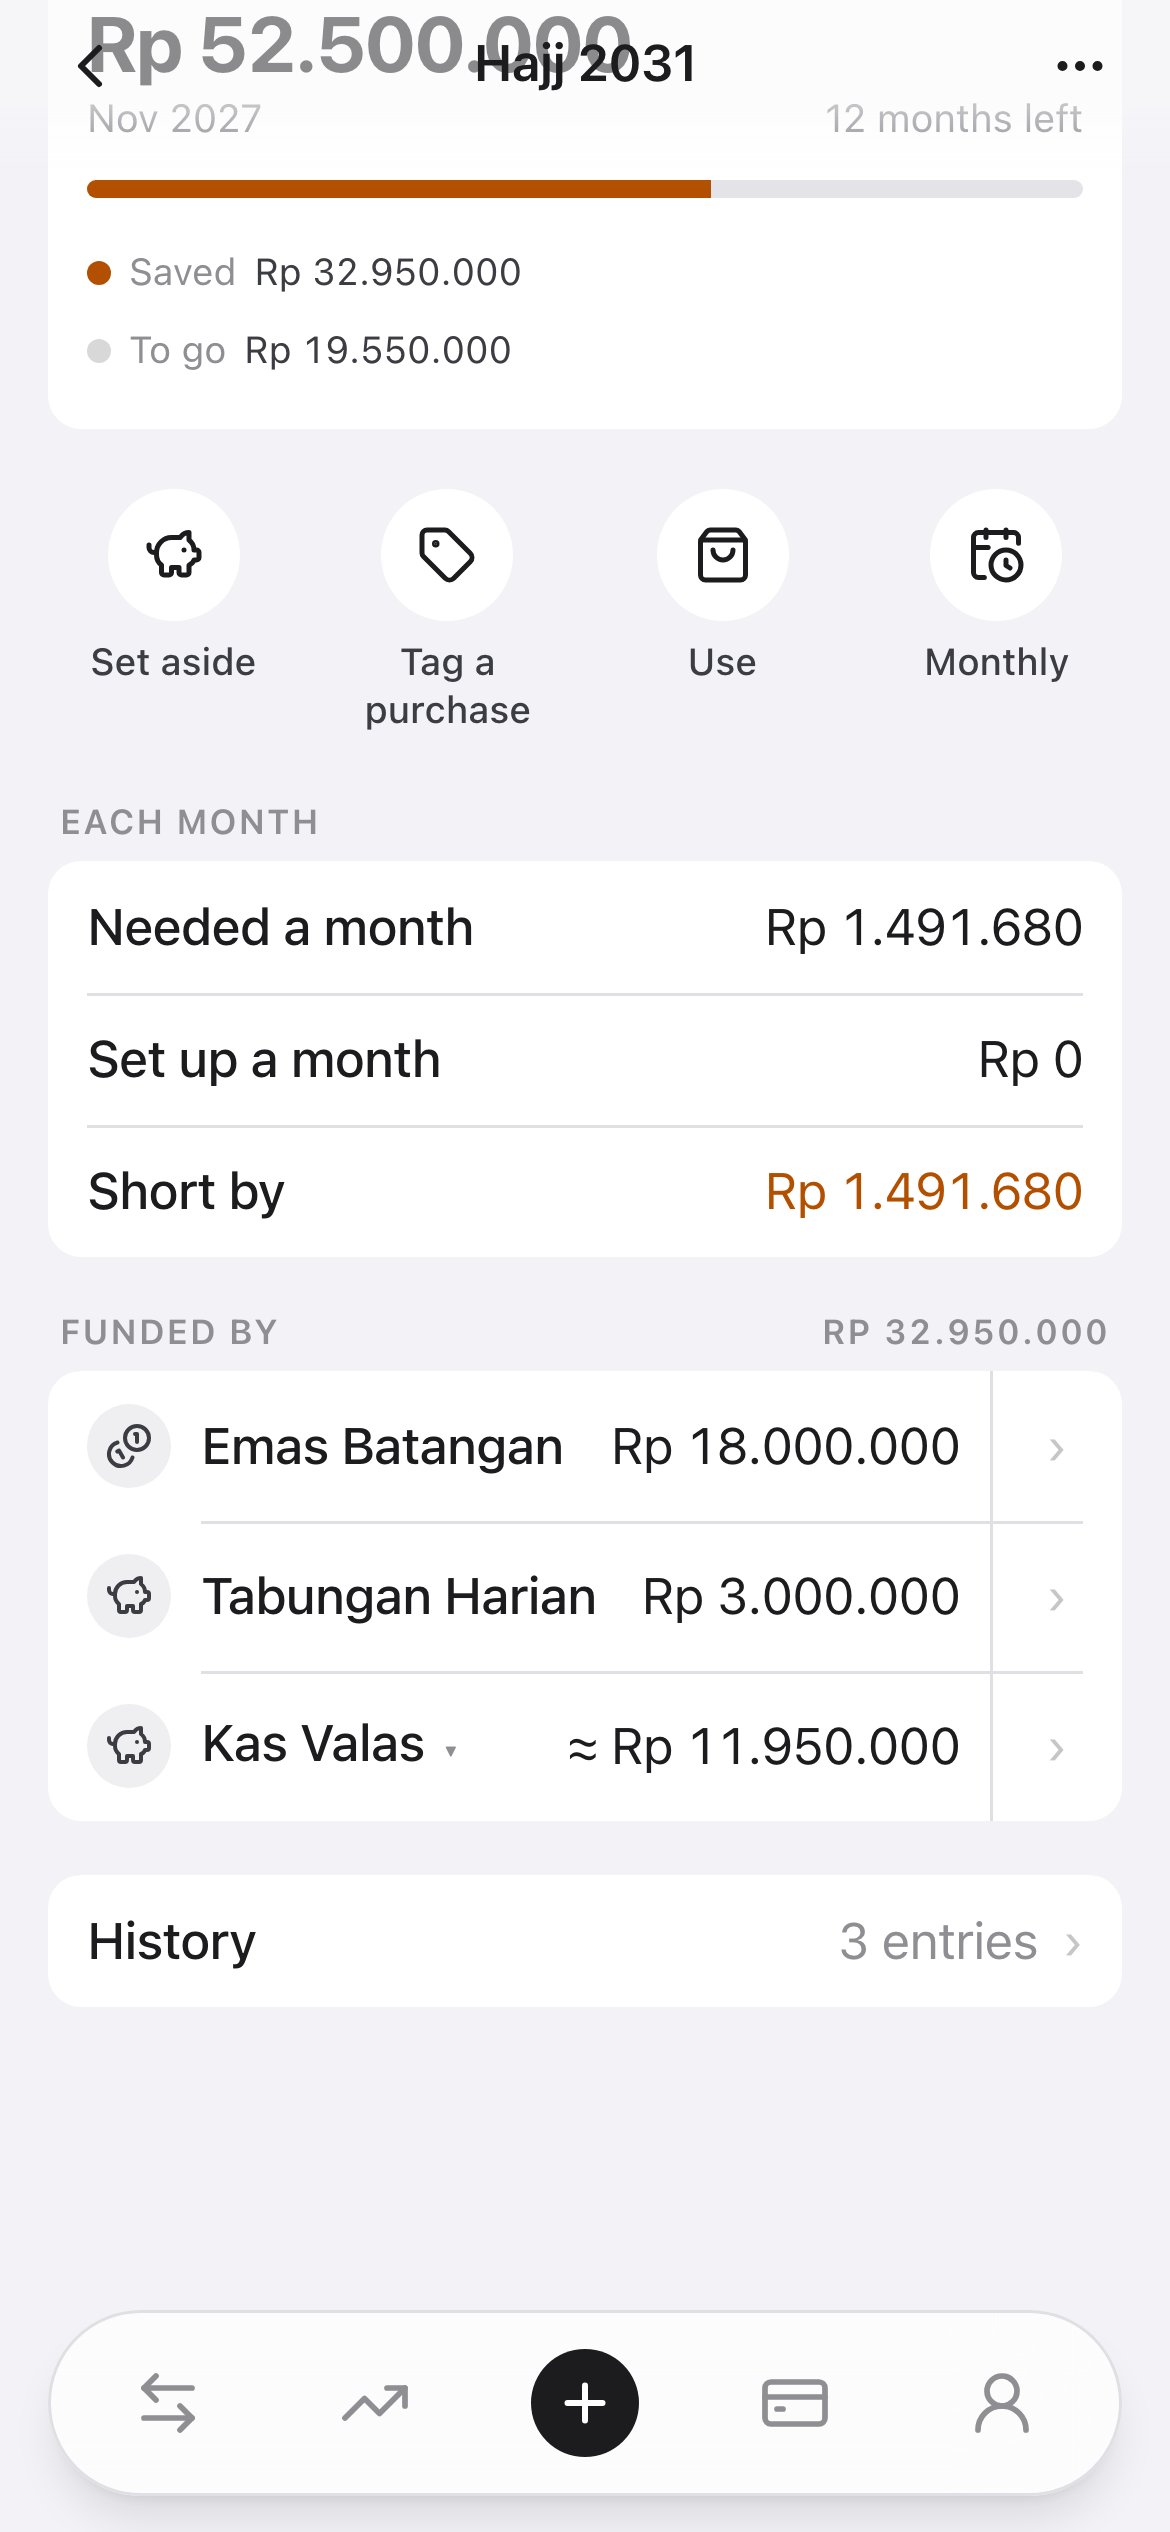 Rp 52.500.000
Hajj 2031
Nov 2027
12 months left
Saved Rp 32.950.000
To go Rp 19.550.000
Set aside
Tag a
purchase
Use
Monthly
EACH MONTH
Needed a month Rp 1.491.680
Set up a month Rp 0
Short by Rp 1.491.680
FUNDED BY RP 32.950.000
Emas Batangan Rp 18.000.000
Tabungan Harian Rp 3.000.000
Kas Valas ▾ ≈ Rp 11.950.000
History 3 entries